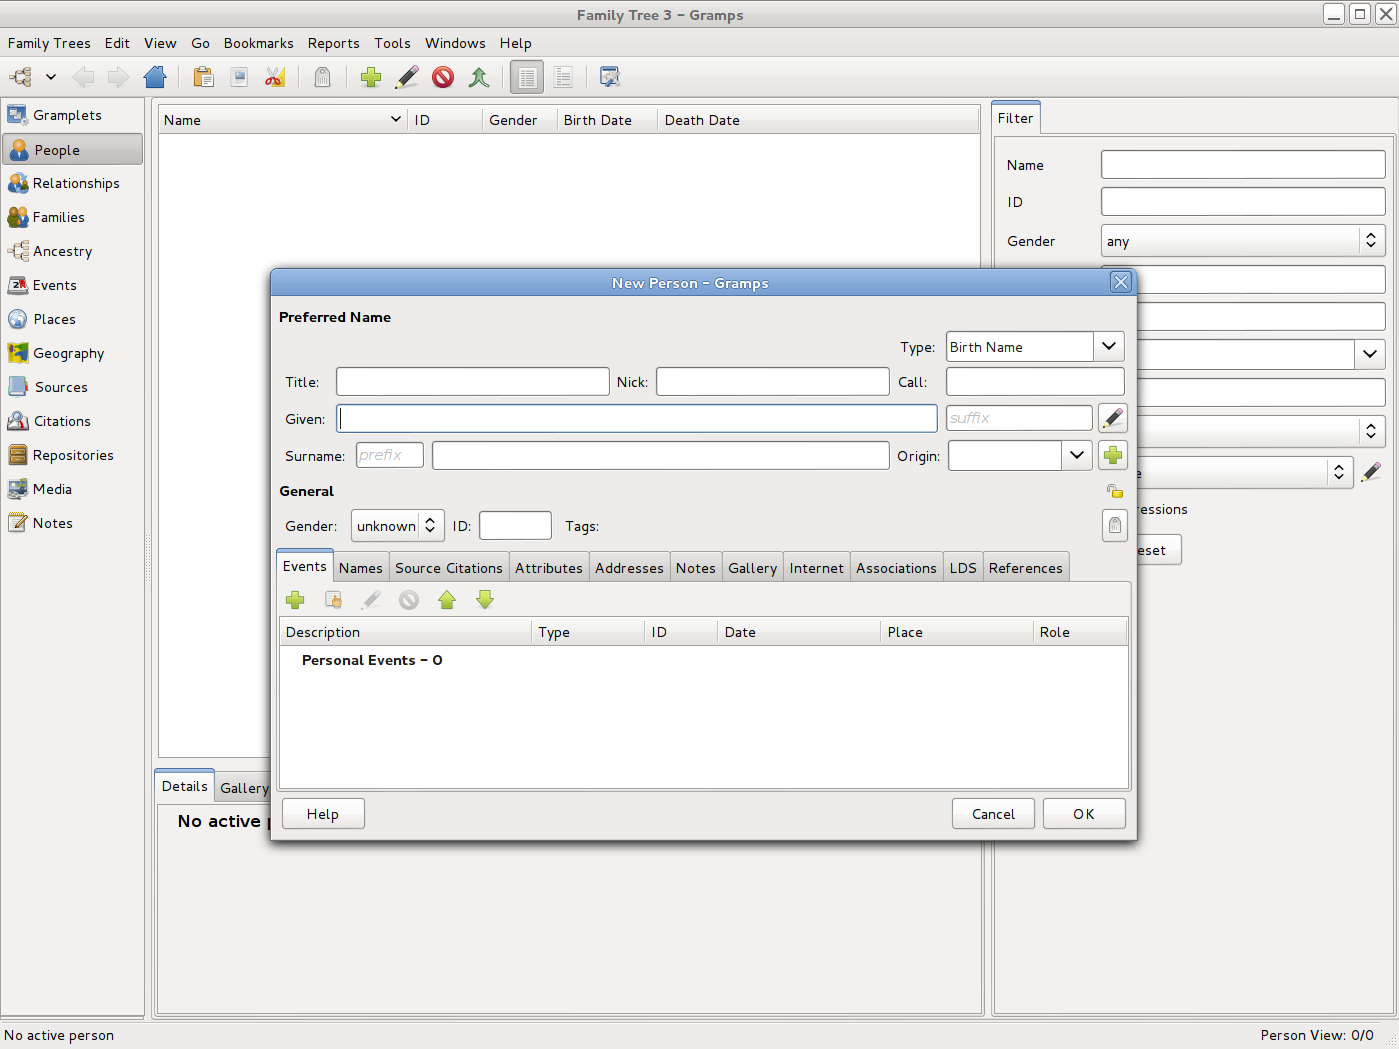 Family Tree 3 – Gramps
Family Trees Edit View Go Bookmarks Reports Tools Windows Help
Gramplets
People
Relationships
Families
Ancestry
Events
Places
Geography
Sources
Citations
Repositories
Media
Notes
Name ID Gender Birth Date Death Date
Filter
Name
ID
Gender any
New Person – Gramps
Preferred Name
Type: Birth Name
Title: Nick: Call:
Given: suffix
Surname: prefix Origin:
General
Gender: unknown ID: Tags:
Events Names Source Citations Attributes Addresses Notes Gallery Internet Associations LDS References
Description Type ID Date Place Role
Personal Events – 0
Help Cancel OK
Details Gallery
No active
No active person
Person View: 0/0